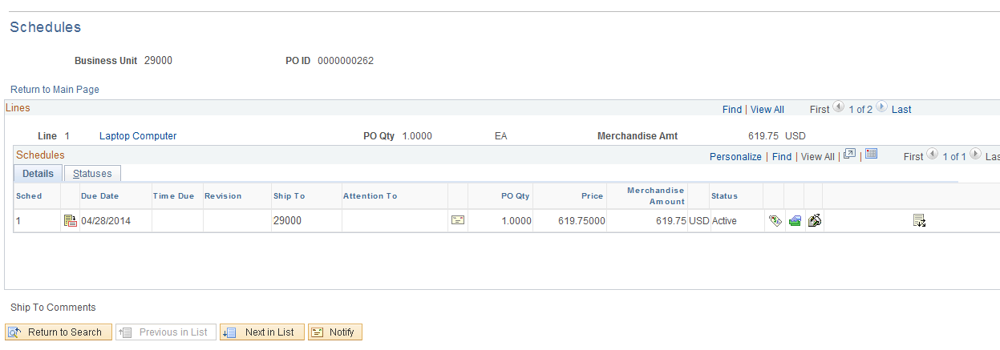 Schedules
Business Unit 29000 PO ID 0000000262
Return to Main Page
Lines Find | View All First 1 of 2 Last
Line 1 Laptop Computer PO Qty 1.0000 EA Merchandise Amt 619.75 USD
Schedules Personalize | Find | View All | | First 1 of 1 Las
Details Statuses
Sched Due Date Time Due Revision Ship To Attention To PO Qty Price Merchandise Amount Status
1 04/28/2014 29000 1.0000 619.75000 619.75 USD Active
Ship To Comments
Return to Search Previous in List Next in List Notify